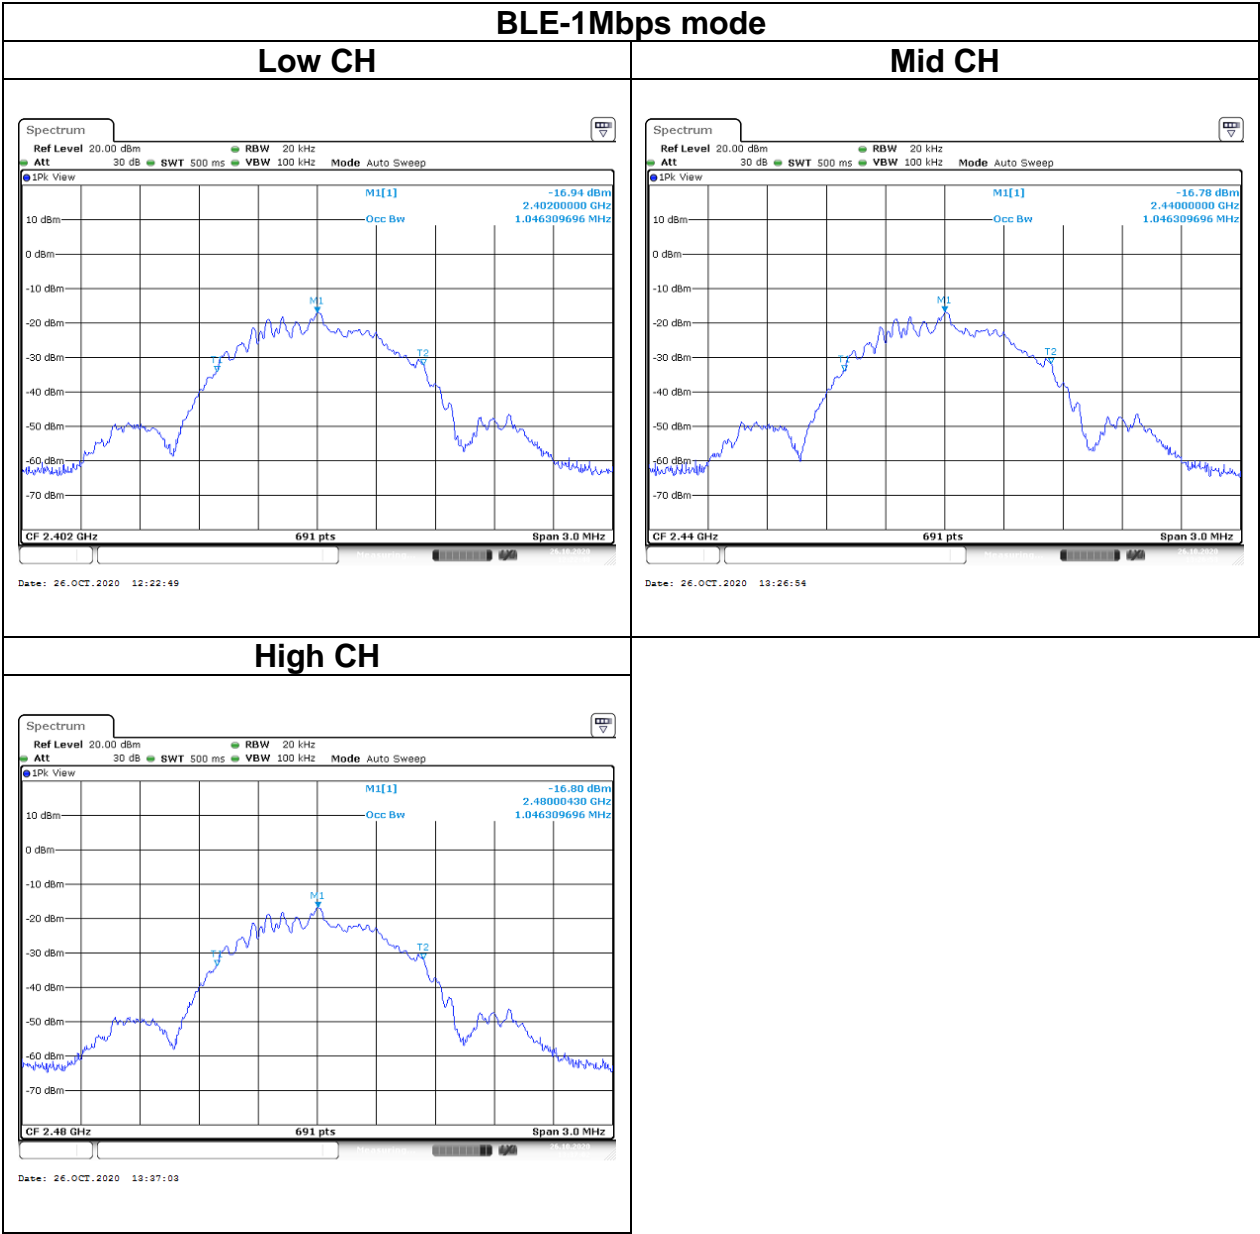 BLE-1Mbps mode
Low CH
Mid CH
Spectrum
Ref Level 20.00 dBm RBW 20 kHz
Att 30 dB SWT 500 ms VBW 100 kHz Mode Auto Sweep
1Pk View
M1[1] -16.94 dBm
2.40200000 GHz
10 dBm Occ Bw 1.046309696 MHz
0 dBm
-10 dBm
M1
-20 dBm
T2
-30 dBm
-40 dBm
-50 dBm
-60 dBm
-70 dBm
CF 2.402 GHz 691 pts Span 3.0 MHz
Date: 26.OCT.2020 12:22:49
Spectrum
Ref Level 20.00 dBm RBW 20 kHz
Att 30 dB SWT 500 ms VBW 100 kHz Mode Auto Sweep
1Pk View
M1[1] -16.78 dBm
2.44000000 GHz
10 dBm Occ Bw 1.046309696 MHz
0 dBm
-10 dBm
M1
-20 dBm
T2
-30 dBm
-40 dBm
-50 dBm
-60 dBm
-70 dBm
CF 2.44 GHz 691 pts Span 3.0 MHz
Date: 26.OCT.2020 13:26:54
High CH
Spectrum
Ref Level 20.00 dBm RBW 20 kHz
Att 30 dB SWT 500 ms VBW 100 kHz Mode Auto Sweep
1Pk View
M1[1] -16.80 dBm
2.48000430 GHz
10 dBm Occ Bw 1.046309696 MHz
0 dBm
-10 dBm
M1
-20 dBm
T2
-30 dBm
-40 dBm
-50 dBm
-60 dBm
-70 dBm
CF 2.48 GHz 691 pts Span 3.0 MHz
Date: 26.OCT.2020 13:37:03